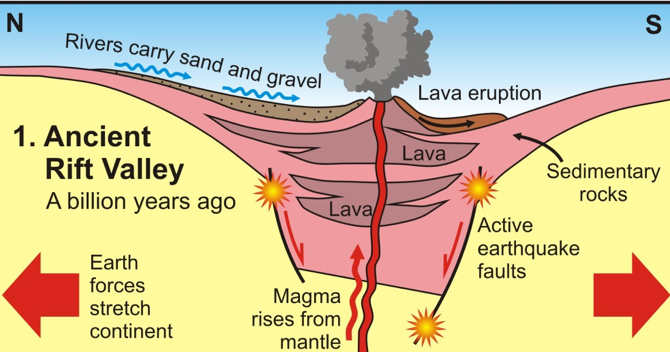 N
S
Rivers carry sand and gravel
Lava eruption
1. Ancient
Rift Valley
A billion years ago
Lava
Sedimentary
rocks
Lava
Active
earthquake
faults
Earth
forces
stretch
continent
Magma
rises from
mantle